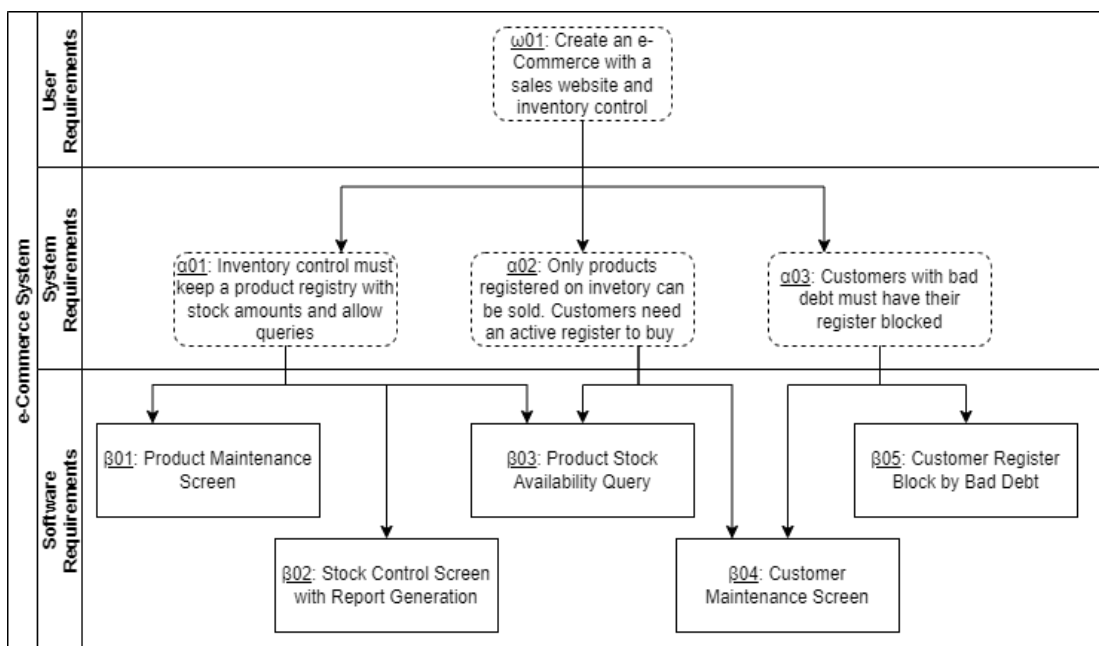 e-Commerce System
User
Requirements
ω01: Create an e-
Commerce with a
sales website and
inventory control
System
Requirements
α01: Inventory control must
keep a product registry with
stock amounts and allow
queries
α02: Only products
registered on invetory can
be sold. Customers need
an active register to buy
α03: Customers with bad
debt must have their
register blocked
Software
Requirements
β01: Product Maintenance
Screen
β03: Product Stock
Availability Query
β05: Customer Register
Block by Bad Debt
β02: Stock Control Screen
with Report Generation
β04: Customer
Maintenance Screen